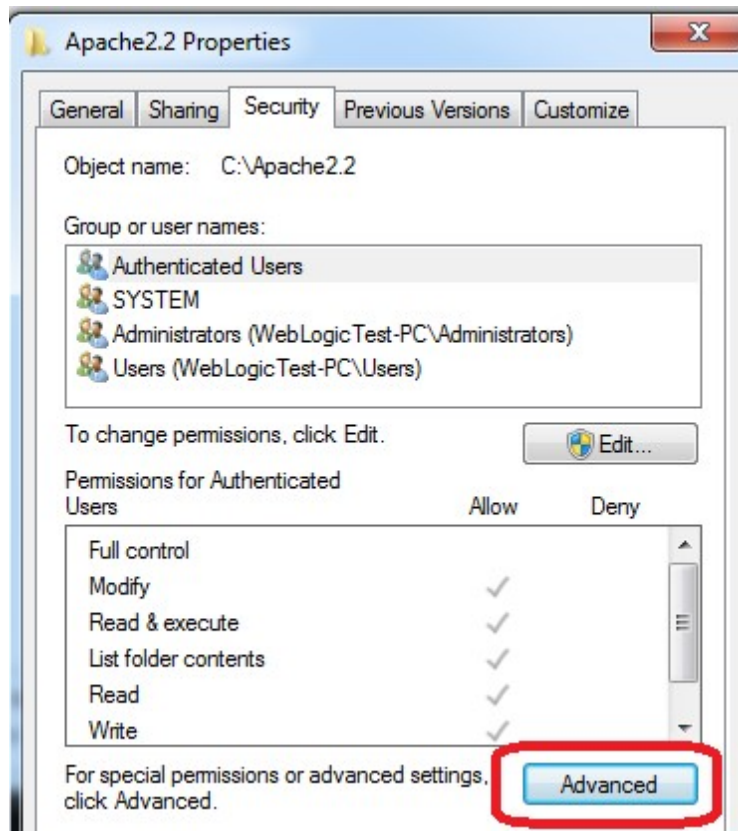 Apache2.2 Properties
General Sharing Security Previous Versions Customize
Object name: C:\Apache2.2
Group or user names:
Authenticated Users
SYSTEM
Administrators (WebLogicTest-PC\Administrators)
Users (WebLogicTest-PC\Users)
To change permissions, click Edit.
Edit...
Permissions for Authenticated
Users Allow Deny
Full control
Modify
Read & execute
List folder contents
Read
Write
For special permissions or advanced settings,
click Advanced.
Advanced